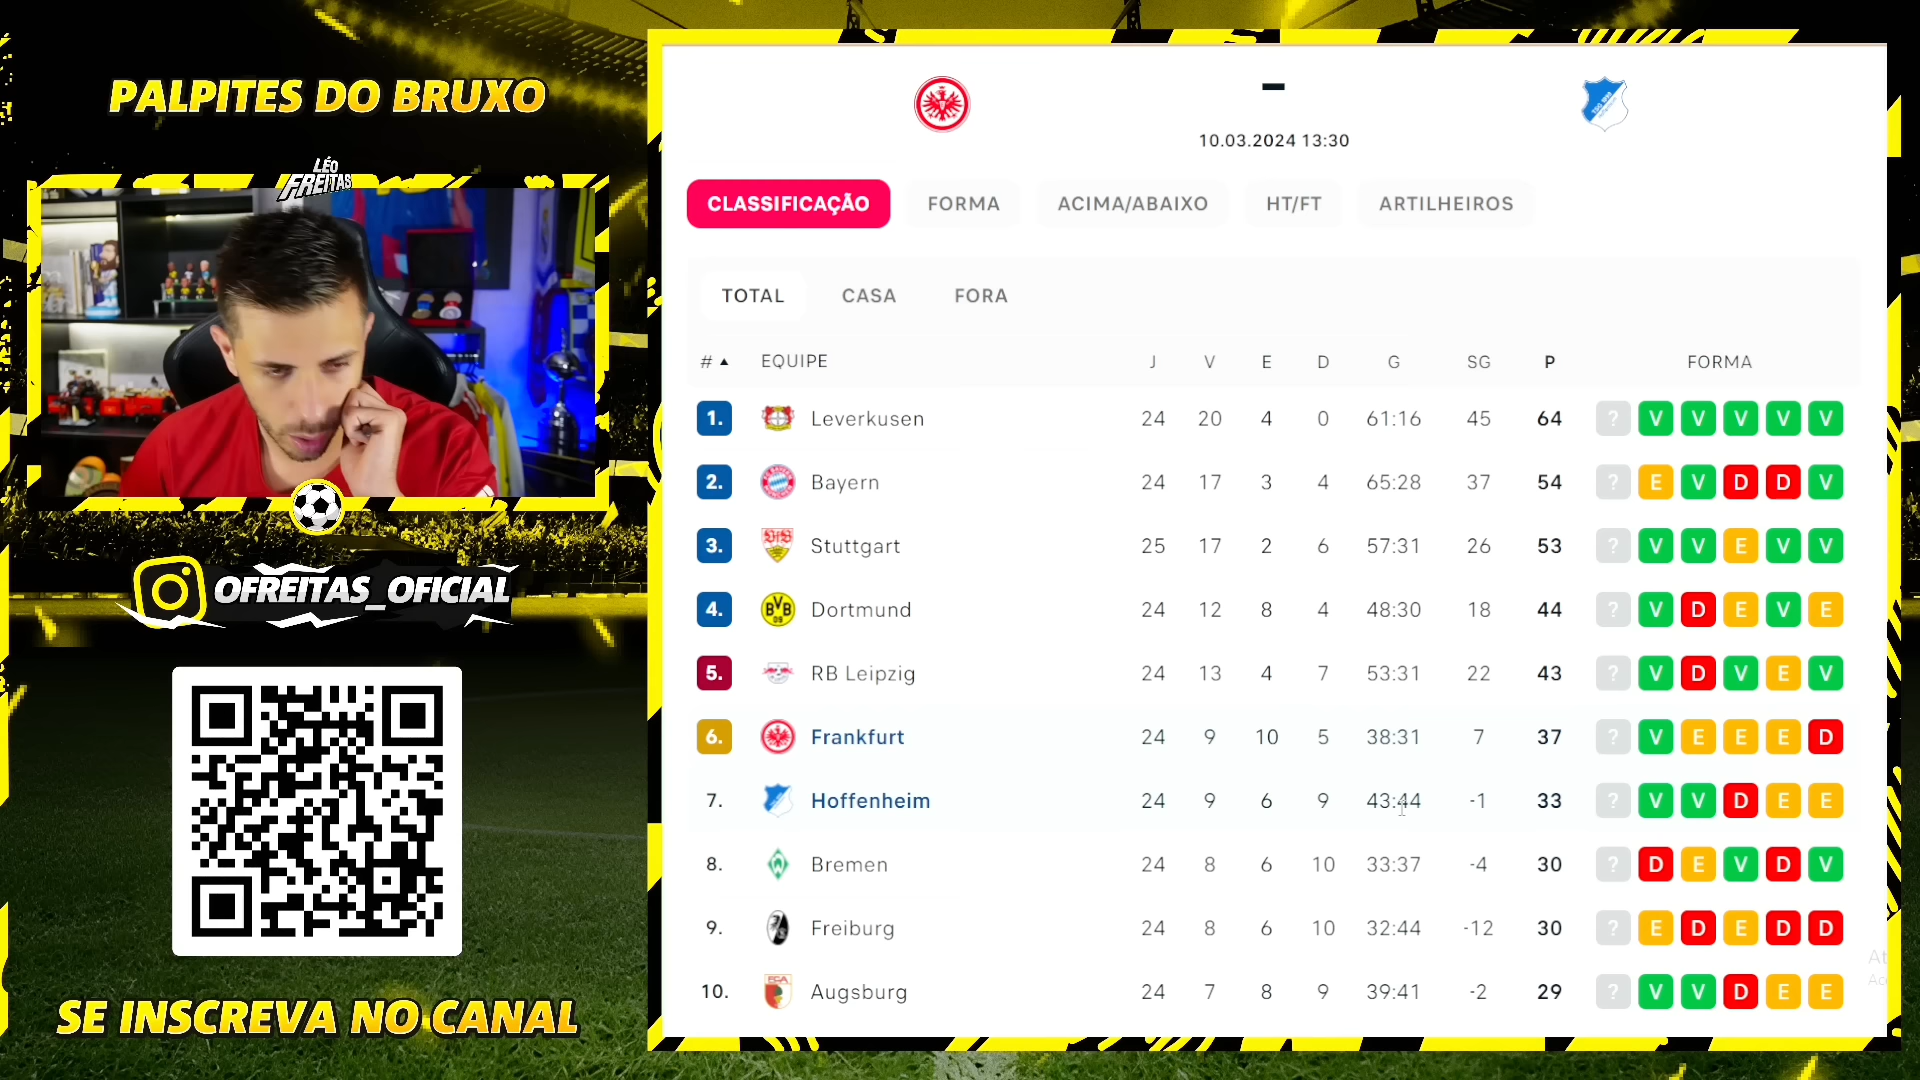 PALPITES DO BRUXO
LÉO
FREITAS
OFREITAS_OFICIAL
SE INSCREVA NO CANAL
-
10.03.2024 13:30
CLASSIFICAÇÃO FORMA ACIMA/ABAIXO HT/FT ARTILHEIROS
TOTAL CASA FORA
# EQUIPE J V E D G SG P FORMA
1. Leverkusen 24 20 4 0 61:16 45 64 ? V V V V V
2. Bayern 24 17 3 4 65:28 37 54 ? E V D D V
3. Stuttgart 25 17 2 6 57:31 26 53 ? V V E V V
4. BVB 09 Dortmund 24 12 8 4 48:30 18 44 ? V D E V E
5. RB Leipzig 24 13 4 7 53:31 22 43 ? V D V E V
6. Frankfurt 24 9 10 5 38:31 7 37 ? V E E E D
7. Hoffenheim 24 9 6 9 43:44 -1 33 ? V V D E E
8. Bremen 24 8 6 10 33:37 -4 30 ? D E V D V
9. Freiburg 24 8 6 10 32:44 -12 30 ? E D E D D
10. FCA Augsburg 24 7 8 9 39:41 -2 29 ? V V D E E